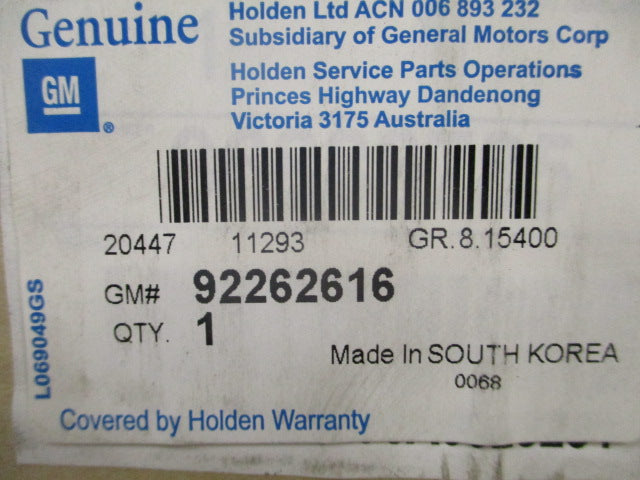 Genuine
GM
®
Holden Ltd ACN 006 893 232
Subsidiary of General Motors Corp
Holden Service Parts Operations
Princes Highway Dandenong
Victoria 3175 Australia
20447 11293 GR.8.15400
GM# 92262616
QTY. 1
Made In SOUTH KOREA
0068
L069049GS
Covered by Holden Warranty